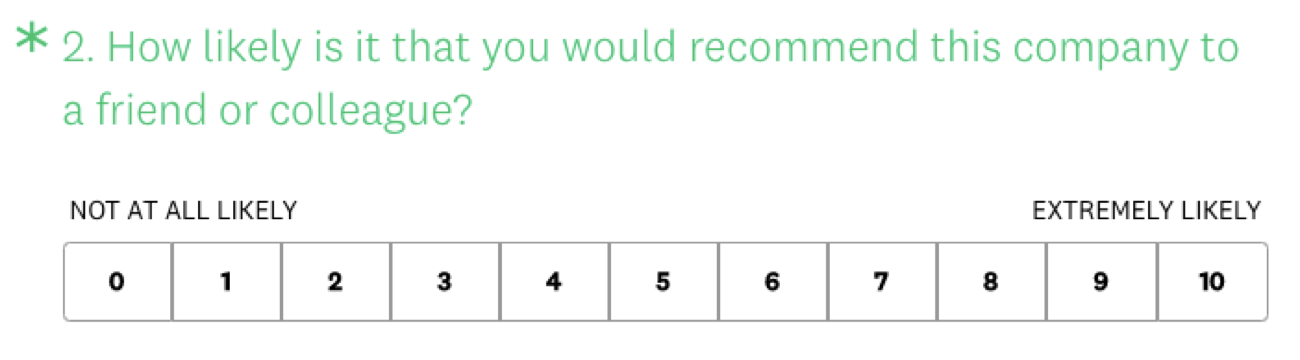 * 2. How likely is it that you would recommend this company to
a friend or colleague?
NOT AT ALL LIKELY EXTREMELY LIKELY
0 1 2 3 4 5 6 7 8 9 10